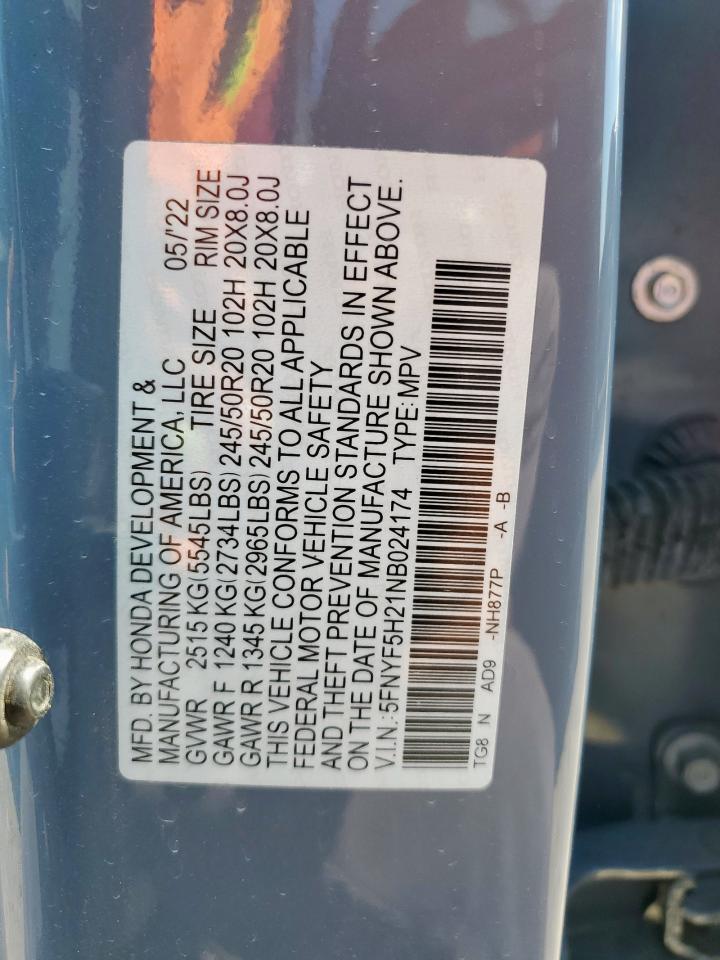 MFD. BY HONDA DEVELOPMENT &
MANUFACTURING OF AMERICA, LLC 05/'22
GVWR 2515 KG(5545LBS) TIRE SIZE RIM SIZE
GAWR F 1240 KG(2734LBS)245/50R20 102H 20X8.0J
GAWR R 1345 KG(2965LBS)245/50R20 102H 20X8.0J
THIS VEHICLE CONFORMS TO ALL APPLICABLE
FEDERAL MOTOR VEHICLE SAFETY
AND THEFT PREVENTION STANDARDS IN EFFECT
ON THE DATE OF MANUFACTURE SHOWN ABOVE.
V.I.N.:5FNYF5H21NB024174 TYPE:MPV
TG8 N AD9 -NH877P -A -B